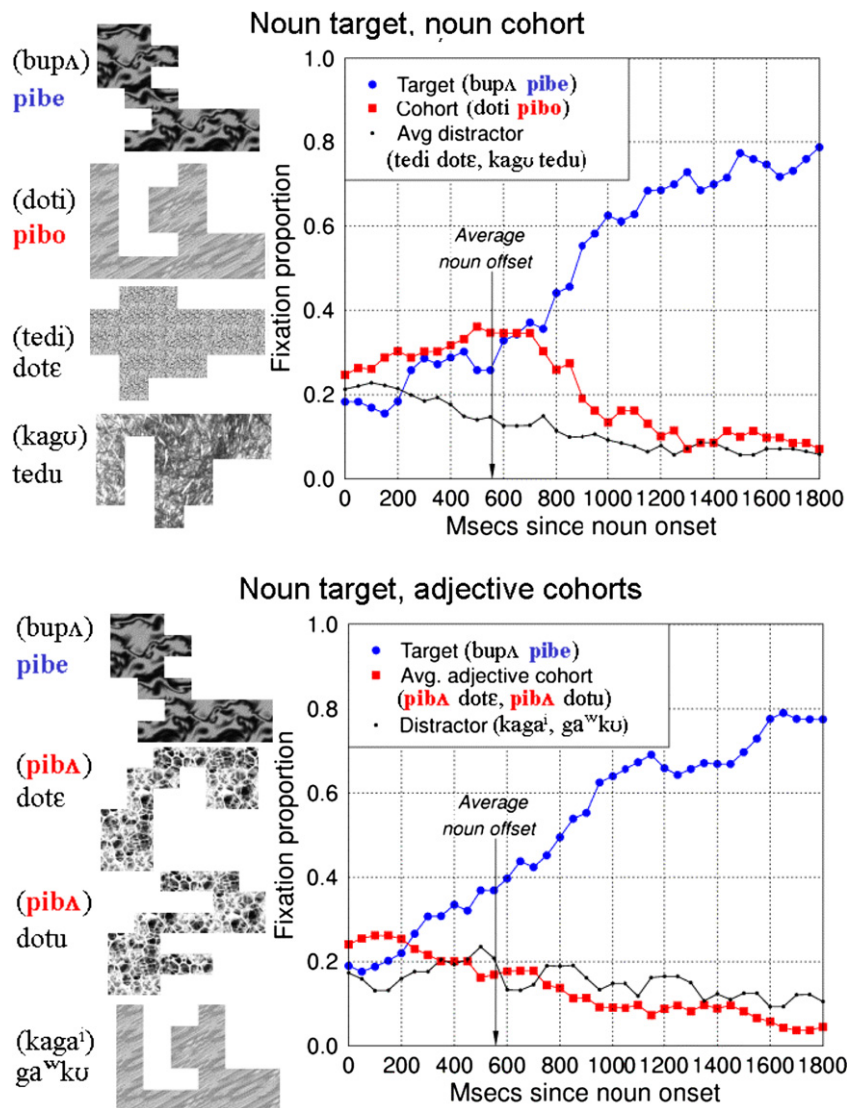 Noun target, noun cohort
(bupʌ)
pibe
(doti)
pibo
(tedi)
dotɛ
(kagʊ)
tedu
Fixation proportion
1.0
0.8
0.6
0.4
0.2
0.0
Target (bupʌ pibe)
Cohort (doti pibo)
Avg distractor
(tedi dotɛ, kagʊ tedu)
Average
noun offset
0 200 400 600 800 1000 1200 1400 1600 1800
Msecs since noun onset
Noun target, adjective cohorts
(bupʌ)
pibe
(pibʌ)
dotɛ
(pibʌ)
dotu
(kagaⁱ)
gaʷkʊ
Fixation proportion
1.0
0.8
0.6
0.4
0.2
0.0
Target (bupʌ pibe)
Avg. adjective cohort
(pibʌ dotɛ, pibʌ dotu)
Distractor (kagaⁱ, gaʷkʊ)
Average
noun offset
0 200 400 600 800 1000 1200 1400 1600 1800
Msecs since noun onset